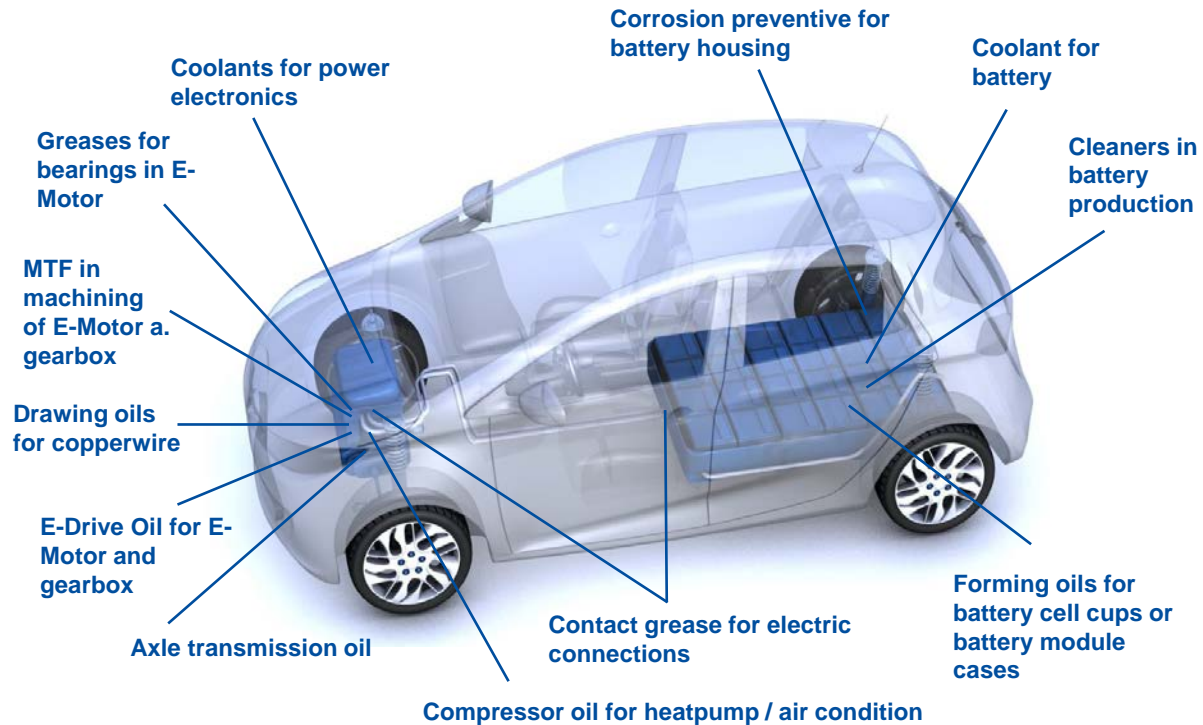 Corrosion preventive for
battery housing
Coolant for
battery
Coolants for power
electronics
Greases for
bearings in E-
Motor
Cleaners in
battery
production
MTF in
machining
of E-Motor a.
gearbox
Drawing oils
for copperwire
E-Drive Oil for E-
Motor and
gearbox
Axle transmission oil
Contact grease for electric
connections
Forming oils for
battery cell cups or
battery module
cases
Compressor oil for heatpump / air condition